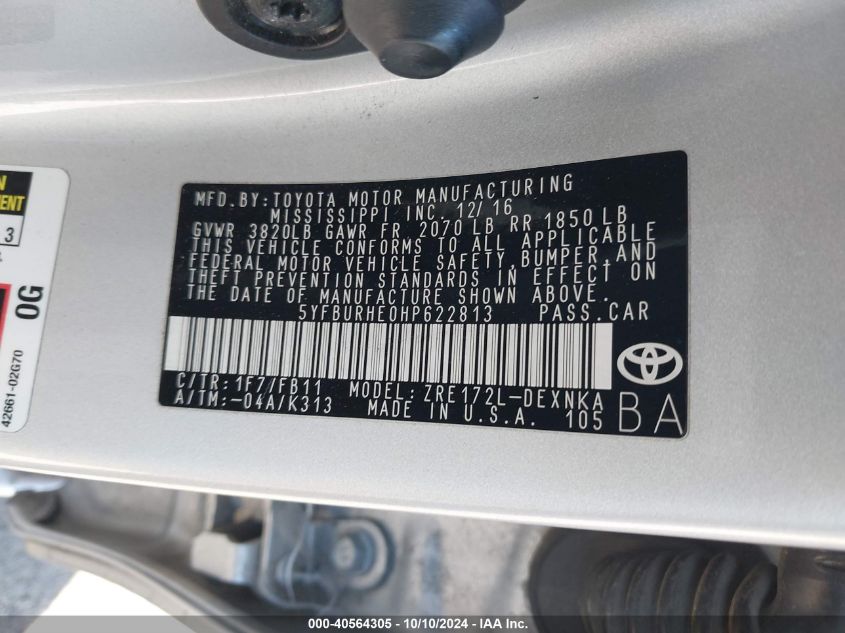 MFD. BY: TOYOTA MOTOR MANUFACTURING
MISSISSIPPI INC. 12/16
GVWR 3820LB GAWR FR 2070 LB RR 1850 LB
THIS VEHICLE CONFORMS TO ALL APPLICABLE
FEDERAL MOTOR VEHICLE SAFETY, BUMPER, AND
THEFT PREVENTION STANDARDS IN EFFECT ON
THE DATE OF MANUFACTURE SHOWN ABOVE.
5YFBURHE0HP622813 PASS. CAR
C/TR: 1F7/FB11 MODEL: ZRE172L-DEXNKA
A/TM: -04A/K313 MADE IN U.S.A. 105
BA
3
0G
42661-02G70
000-40564305 - 10/10/2024 - IAA Inc.